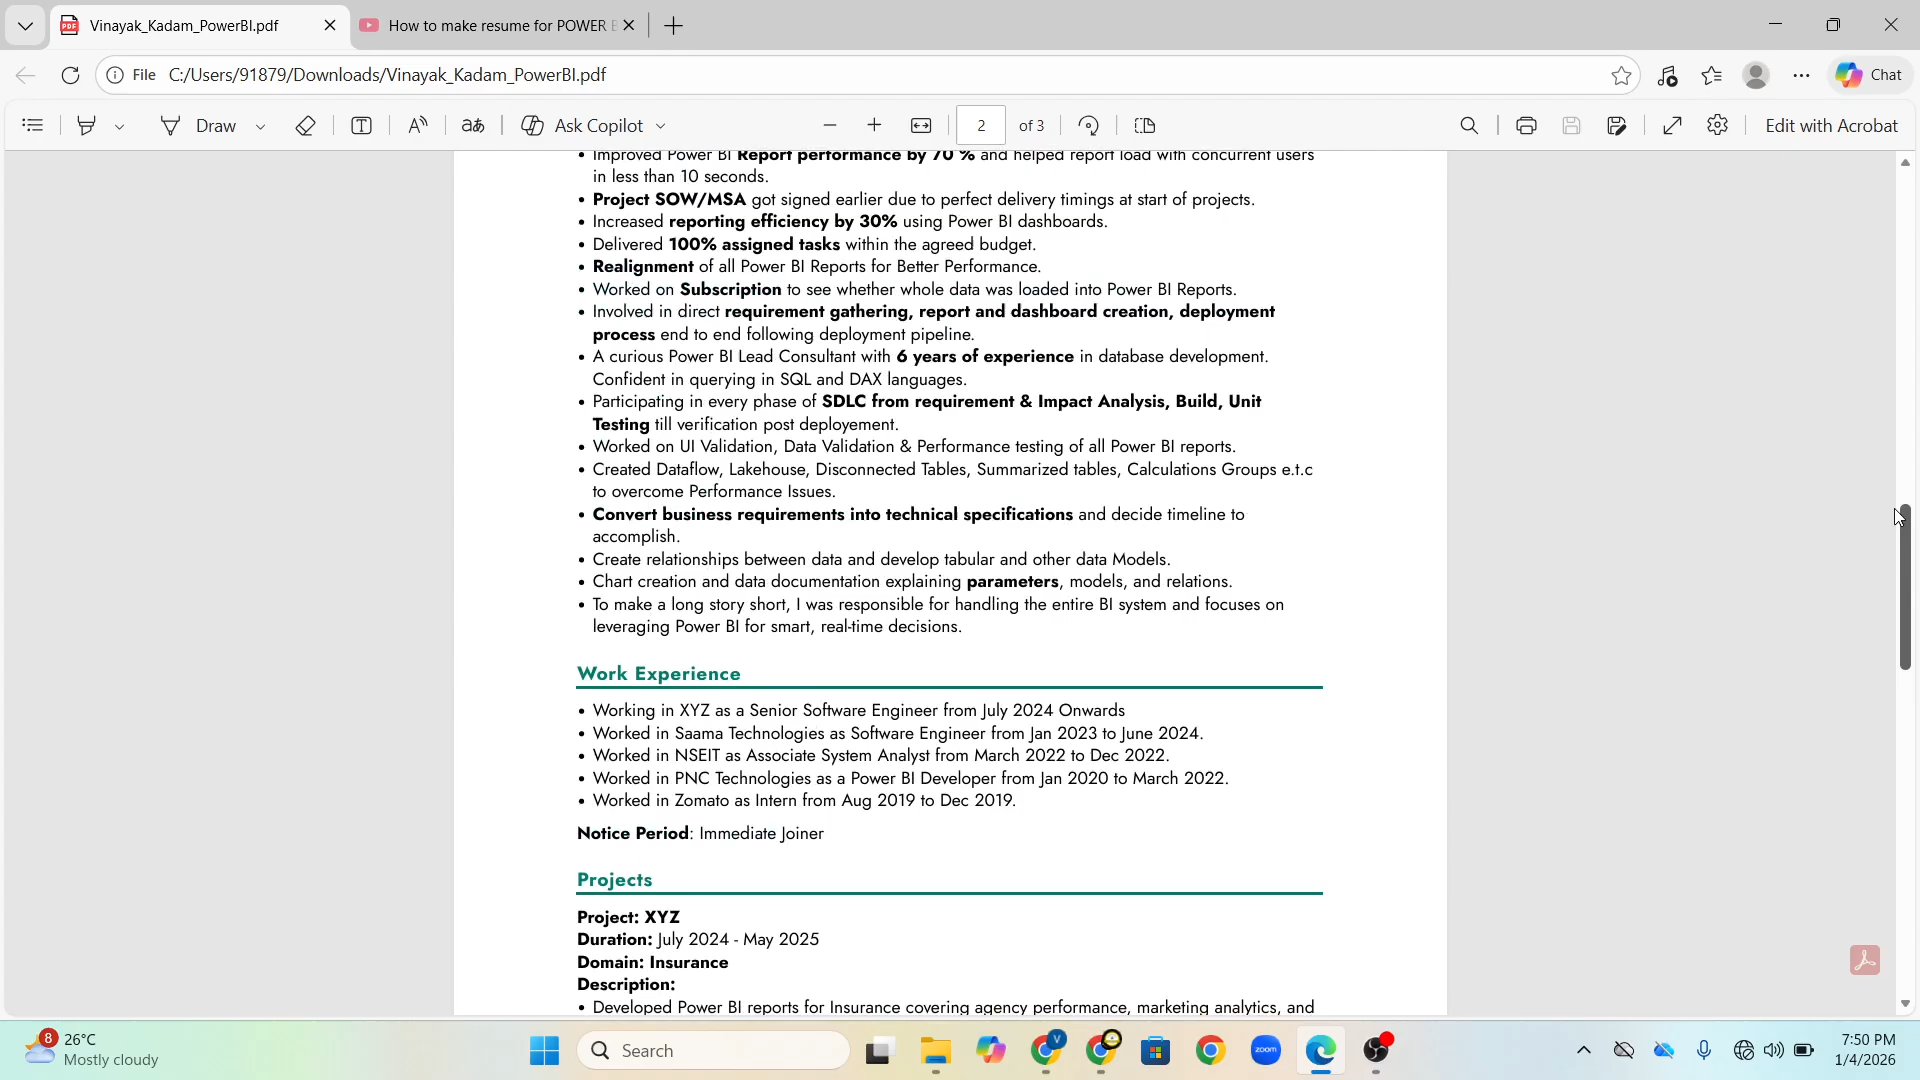 Vinayak_Kadam_PowerBI.pdf
How to make resume for POWER B
File C:/Users/91879/Downloads/Vinayak_Kadam_PowerBI.pdf
Chat
Draw
Ask Copilot
2 of 3
Edit with Acrobat
• Improved Power BI Report performance by 70 % and helped report load with concurrent users
in less than 10 seconds.
• Project SOW/MSA got signed earlier due to perfect delivery timings at start of projects.
• Increased reporting efficiency by 30% using Power BI dashboards.
• Delivered 100% assigned tasks within the agreed budget.
• Realignment of all Power BI Reports for Better Performance.
• Worked on Subscription to see whether whole data was loaded into Power BI Reports.
• Involved in direct requirement gathering, report and dashboard creation, deployment
process end to end following deployment pipeline.
• A curious Power BI Lead Consultant with 6 years of experience in database development.
Confident in querying in SQL and DAX languages.
• Participating in every phase of SDLC from requirement & Impact Analysis, Build, Unit
Testing till verification post deployement.
• Worked on UI Validation, Data Validation & Performance testing of all Power BI reports.
• Created Dataflow, Lakehouse, Disconnected Tables, Summarized tables, Calculations Groups e.t.c
to overcome Performance Issues.
• Convert business requirements into technical specifications and decide timeline to
accomplish.
• Create relationships between data and develop tabular and other data Models.
• Chart creation and data documentation explaining parameters, models, and relations.
• To make a long story short, I was responsible for handling the entire BI system and focuses on
leveraging Power BI for smart, real-time decisions.
Work Experience
• Working in XYZ as a Senior Software Engineer from July 2024 Onwards
• Worked in Saama Technologies as Software Engineer from Jan 2023 to June 2024.
• Worked in NSEIT as Associate System Analyst from March 2022 to Dec 2022.
• Worked in PNC Technologies as a Power BI Developer from Jan 2020 to March 2022.
• Worked in Zomato as Intern from Aug 2019 to Dec 2019.
Notice Period: Immediate Joiner
Projects
Project: XYZ
Duration: July 2024 - May 2025
Domain: Insurance
Description:
• Developed Power BI reports for Insurance covering agency performance, marketing analytics, and
8
26°C
Mostly cloudy
Search
V
zoom
7:50 PM
1/4/2026